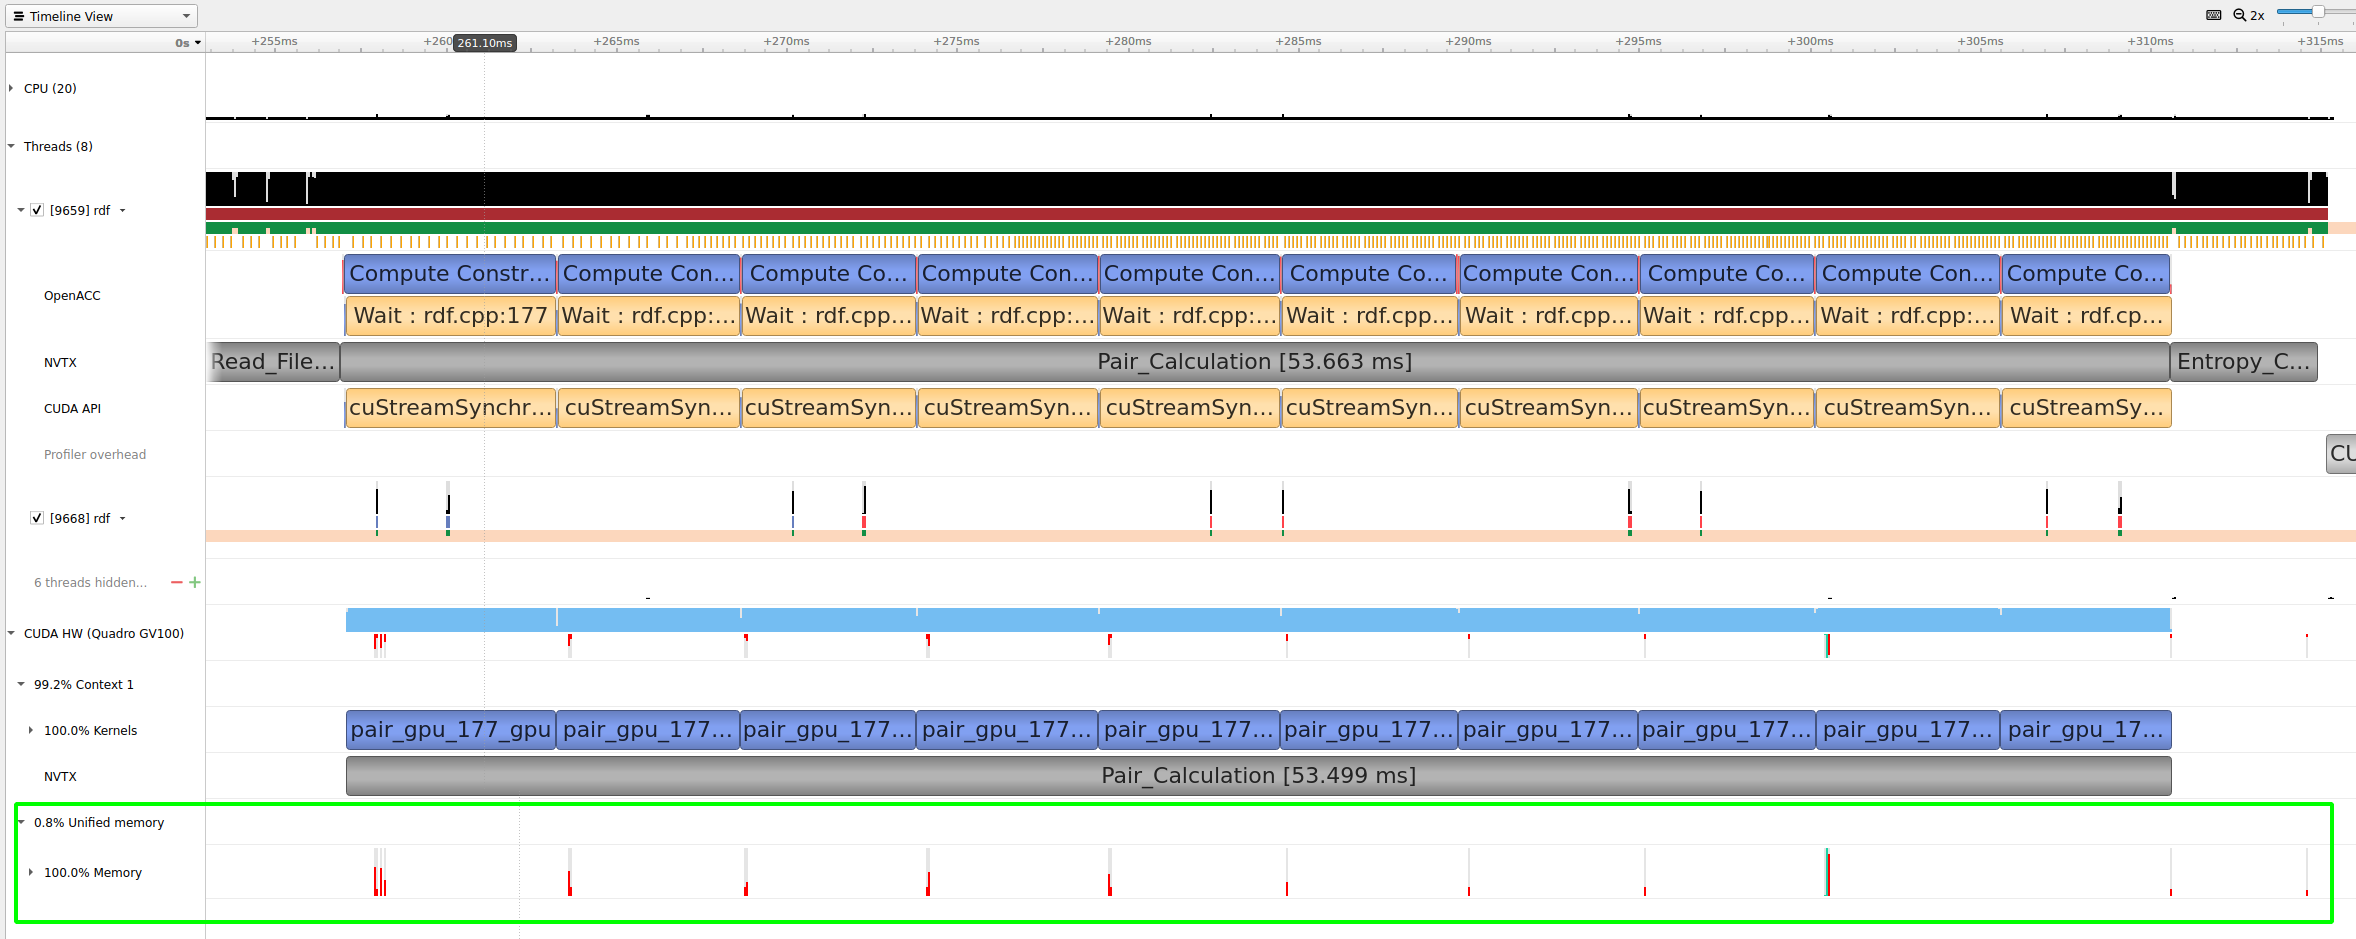 Timeline View
2x
0s
+255ms +260 261.10ms +265ms +270ms +275ms +280ms +285ms +290ms +295ms +300ms +305ms +310ms +315ms
CPU (20)
Threads (8)
[9659] rdf
OpenACC
Compute Constr... Compute Con... Compute Co... Compute Con... Compute Con... Compute Co... Compute Con... Compute Co... Compute Con... Compute Co...
Wait : rdf.cpp:177 Wait : rdf.cpp:... Wait : rdf.cpp... Wait : rdf.cpp:... Wait : rdf.cpp:... Wait : rdf.cpp... Wait : rdf.cpp... Wait : rdf.cpp... Wait : rdf.cpp:... Wait : rdf.cp...
NVTX
Read_File... Pair_Calculation [53.663 ms] Entropy_C...
CUDA API
cuStreamSynchr... cuStreamSyn... cuStreamSyn... cuStreamSyn... cuStreamSyn... cuStreamSyn... cuStreamSyn... cuStreamSyn... cuStreamSyn... cuStreamSy...
Profiler overhead
CU
[9668] rdf
6 threads hidden...
CUDA HW (Quadro GV100)
99.2% Context 1
100.0% Kernels
pair_gpu_177_gpu pair_gpu_177... pair_gpu_177... pair_gpu_177... pair_gpu_177... pair_gpu_177... pair_gpu_177... pair_gpu_177... pair_gpu_177... pair_gpu_17...
NVTX
Pair_Calculation [53.499 ms]
0.8% Unified memory
100.0% Memory